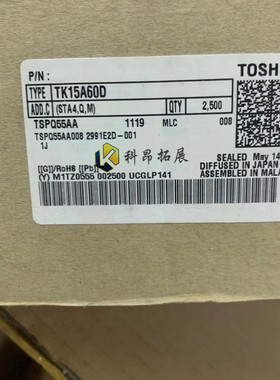 P/N:
TOSH
TYPE TK15A60D
ADD.C (STA4,Q,M) QTY 2,500
TSPQ55AA 1119 MLC 008
TSPQ55AA008 2991E2D-001
1J
科昂拓展
SEALED May 14
[[G]]/RoHS [[Pb]] DIFFUSED IN JAPAN
ASSEMBLED IN MALA
(Y) M1TZ0555 002500 UCGLP141